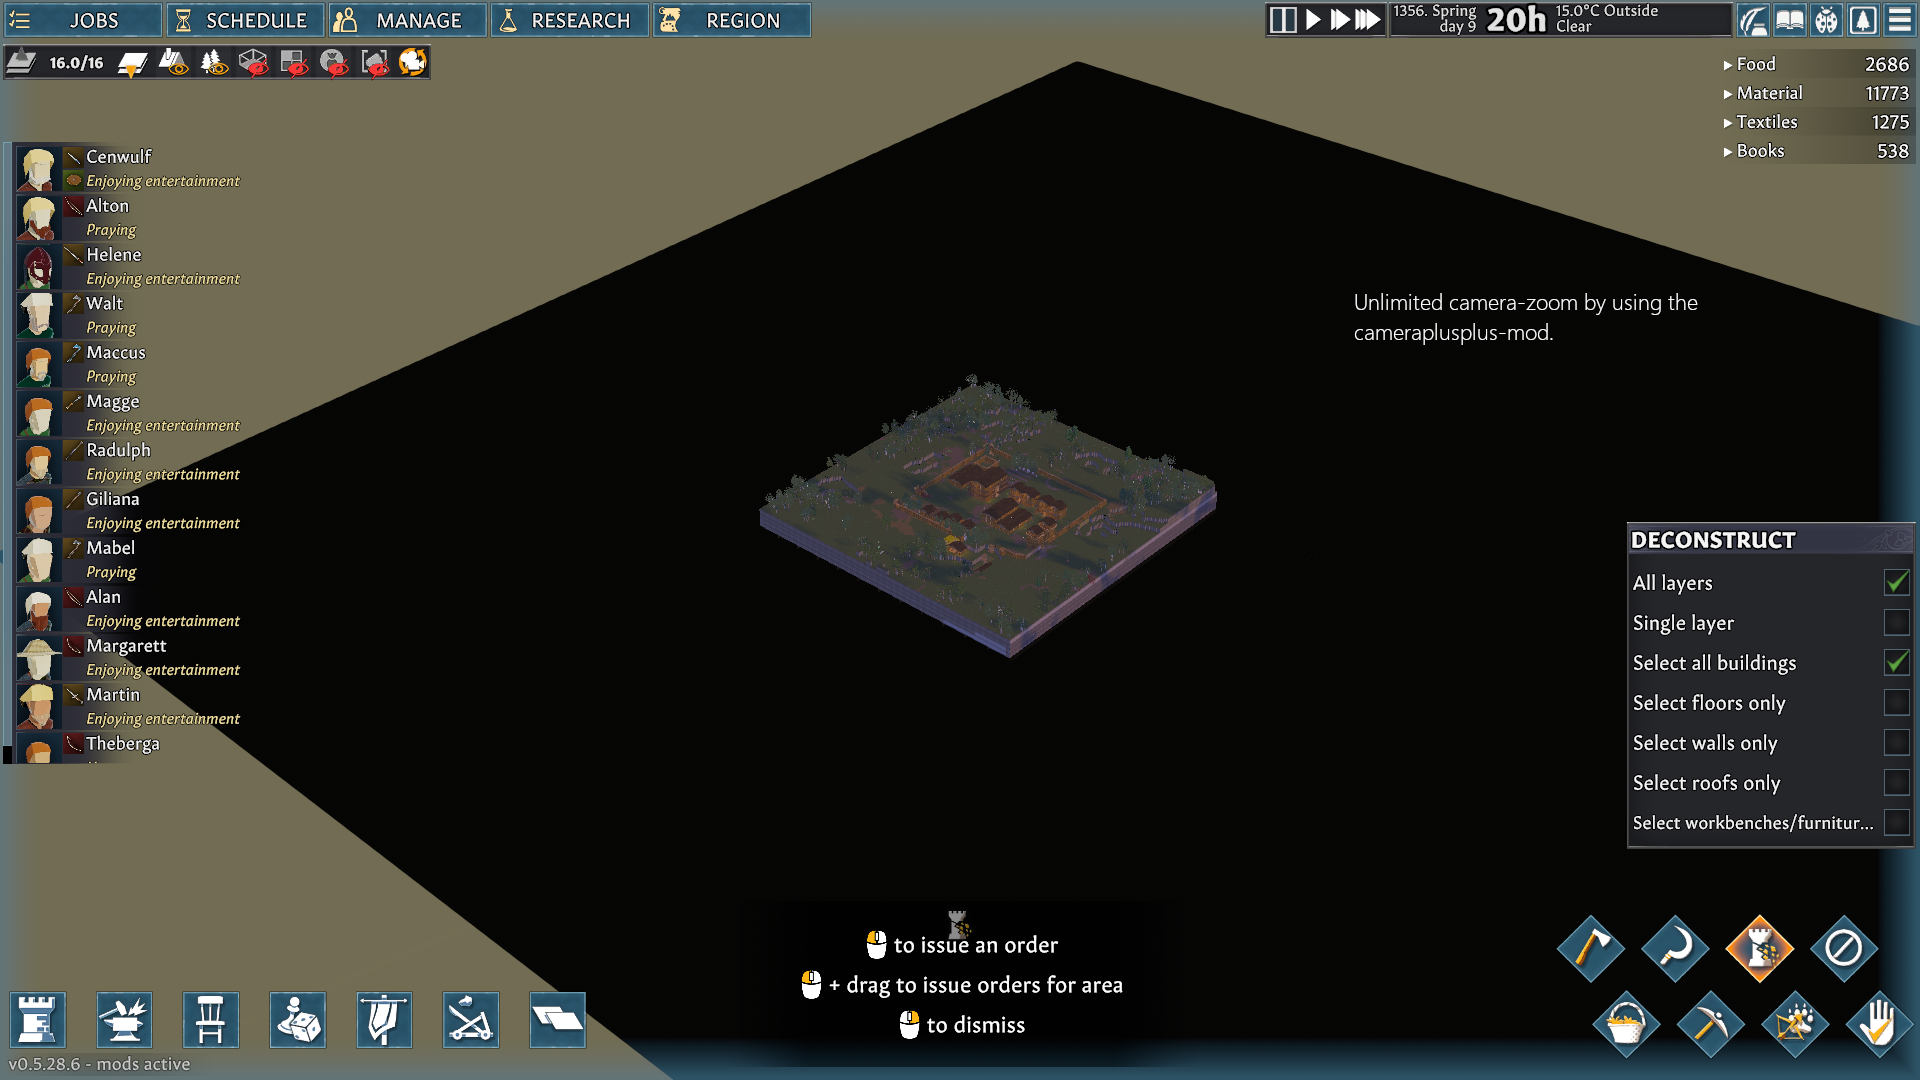 JOBS
SCHEDULE
MANAGE
RESEARCH
REGION
1356. Spring
day 9
20h
15.0°C Outside
Clear
16.0/16
Food 2686
Material 11773
Textiles 1275
Books 538
Cenwulf
Enjoying entertainment
Alton
Praying
Helene
Enjoying entertainment
Walt
Praying
Maccus
Praying
Magge
Enjoying entertainment
Radulph
Enjoying entertainment
Giliana
Enjoying entertainment
Mabel
Praying
Alan
Enjoying entertainment
Margarett
Enjoying entertainment
Martin
Enjoying entertainment
Theberga
Unlimited camera-zoom by using the
cameraplusplus-mod.
DECONSTRUCT
All layers
Single layer
Select all buildings
Select floors only
Select walls only
Select roofs only
Select workbenches/furnitur...
to issue an order
+ drag to issue orders for area
to dismiss
v0.5.28.6 - mods active